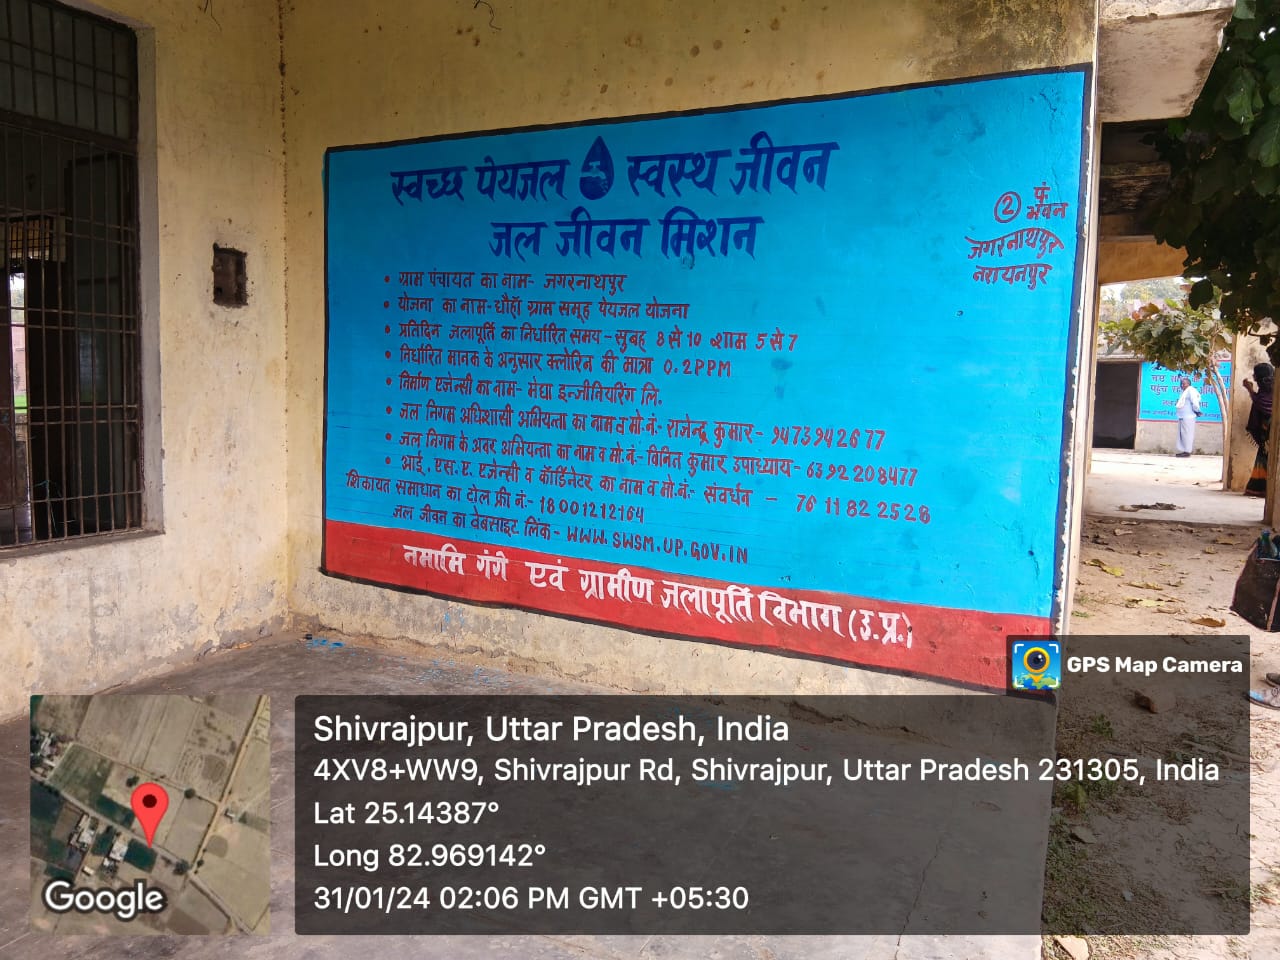 स्वच्छ पेयजल स्वस्थ जीवन
जल जीवन मिशन
② पं. भवन
जगरनाथपुर
नरायनपुर
• ग्राम पंचायत का नाम- जगरनाथपुर
• योजना का नाम-धौहाँ ग्राम समूह पेयजल योजना
• प्रतिदिन जलापूर्ति का निर्धारित समय - सुबह 8 से 10 शाम 5 से 7
• निर्धारित मानक के अनुसार क्लोरिन की मात्रा 0.2PPM
• निर्माण एजेन्सी का नाम- मेघा इन्जीनियरिंग लि.
• जल निगम अधिशासी अभियन्ता का नाम व मो.नं:- राजेन्द्र कुमार - 9473942677
• जल निगम के अवर अभियन्ता का नाम व मो.नं:- विनित कुमार उपाध्याय - 6392208477
• आई. एस. ए. एजेन्सी व कॉर्डिनेटर का नाम व मो.नं:- संवर्धन - 7611822528
शिकायत समाधान का टोल फ्री नं:- 18001212164
जल जीवन का वेबसाइट लिंक - WWW.SWSM.UP.GOV.IN
नमामि गंगे एवं ग्रामीण जलापूर्ति विभाग (उ.प्र.)
GPS Map Camera
Shivrajpur, Uttar Pradesh, India
4XV8+WW9, Shivrajpur Rd, Shivrajpur, Uttar Pradesh 231305, India
Lat 25.14387°
Long 82.969142°
31/01/24 02:06 PM GMT +05:30
Google